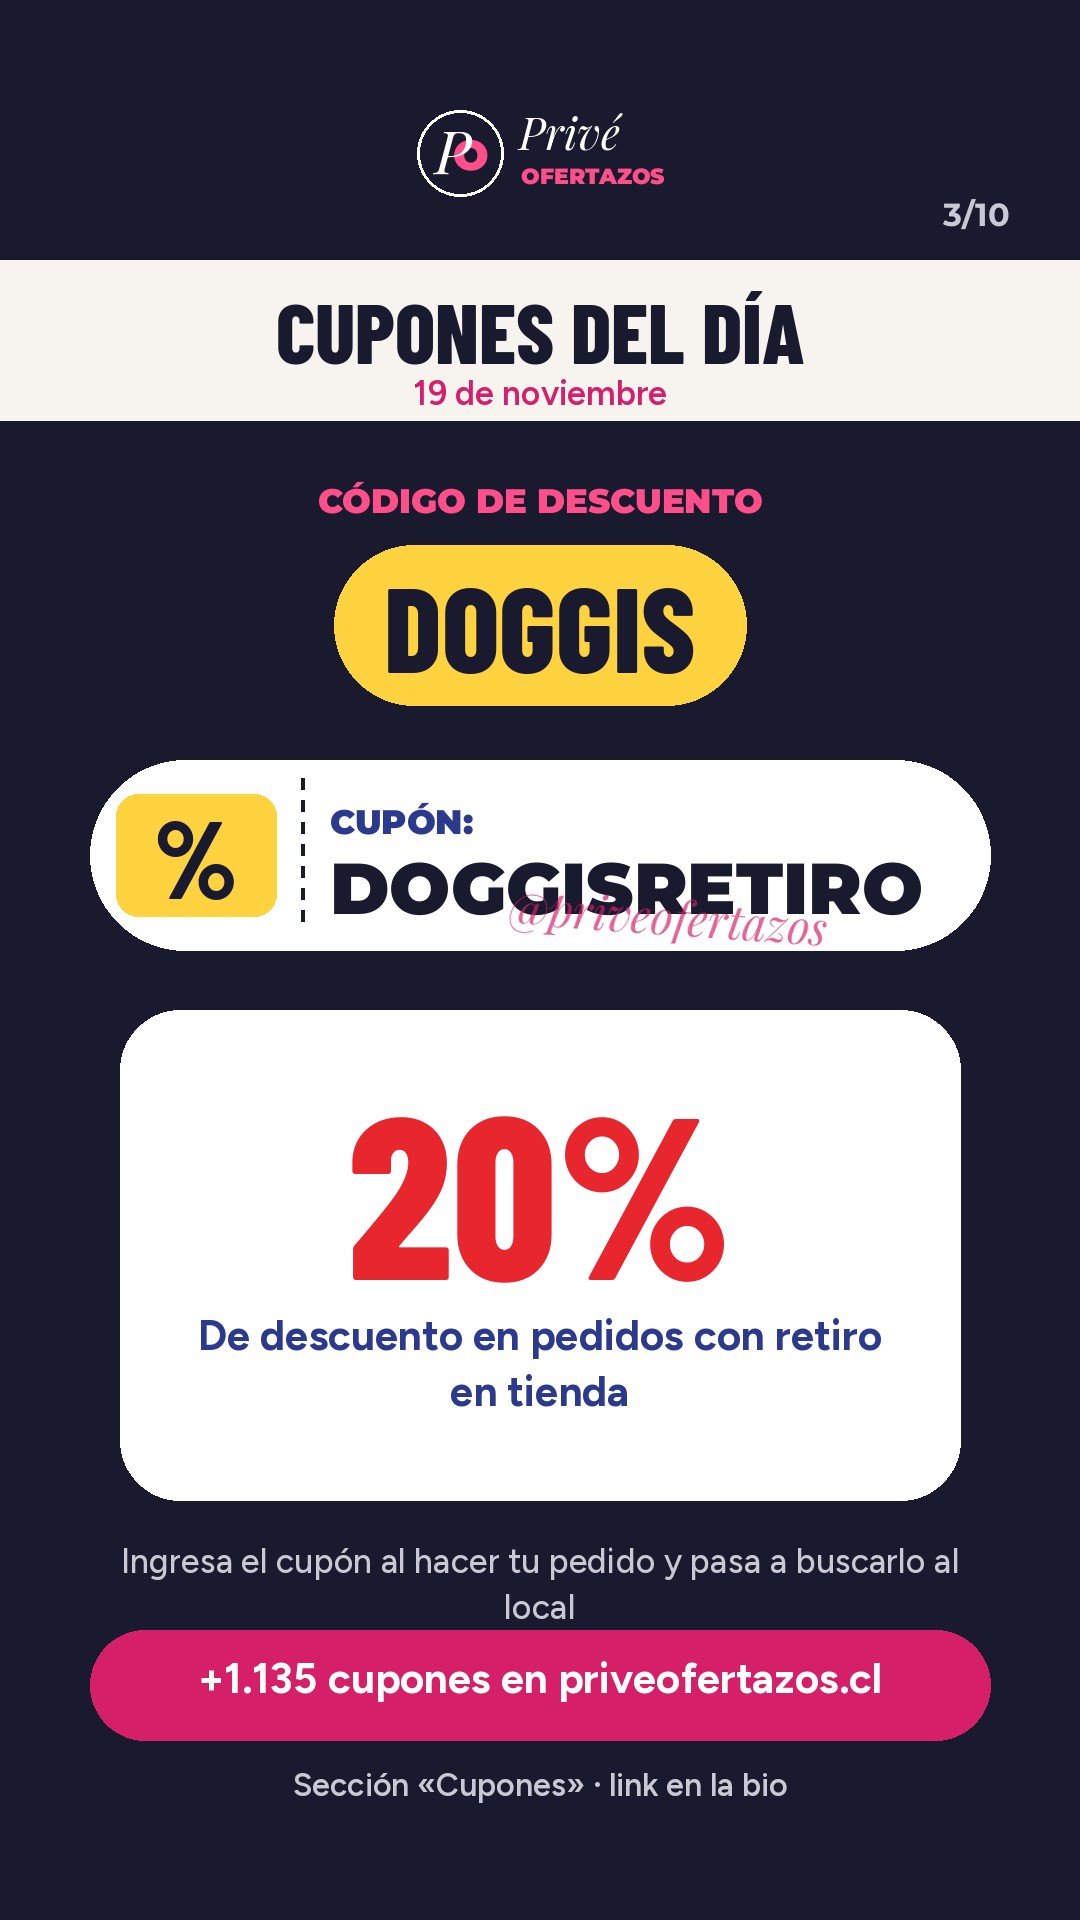 Po
Privé
OFERTAZOS
3/10
CUPONES DEL DÍA
19 de noviembre
CÓDIGO DE DESCUENTO
DOGGIS
%
CUPÓN:
DOGGISRETIRO
@priveofertazos
20%
De descuento en pedidos con retiro
en tienda
Ingresa el cupón al hacer tu pedido y pasa a buscarlo al
local
+1.135 cupones en priveofertazos.cl
Sección «Cupones» · link en la bio